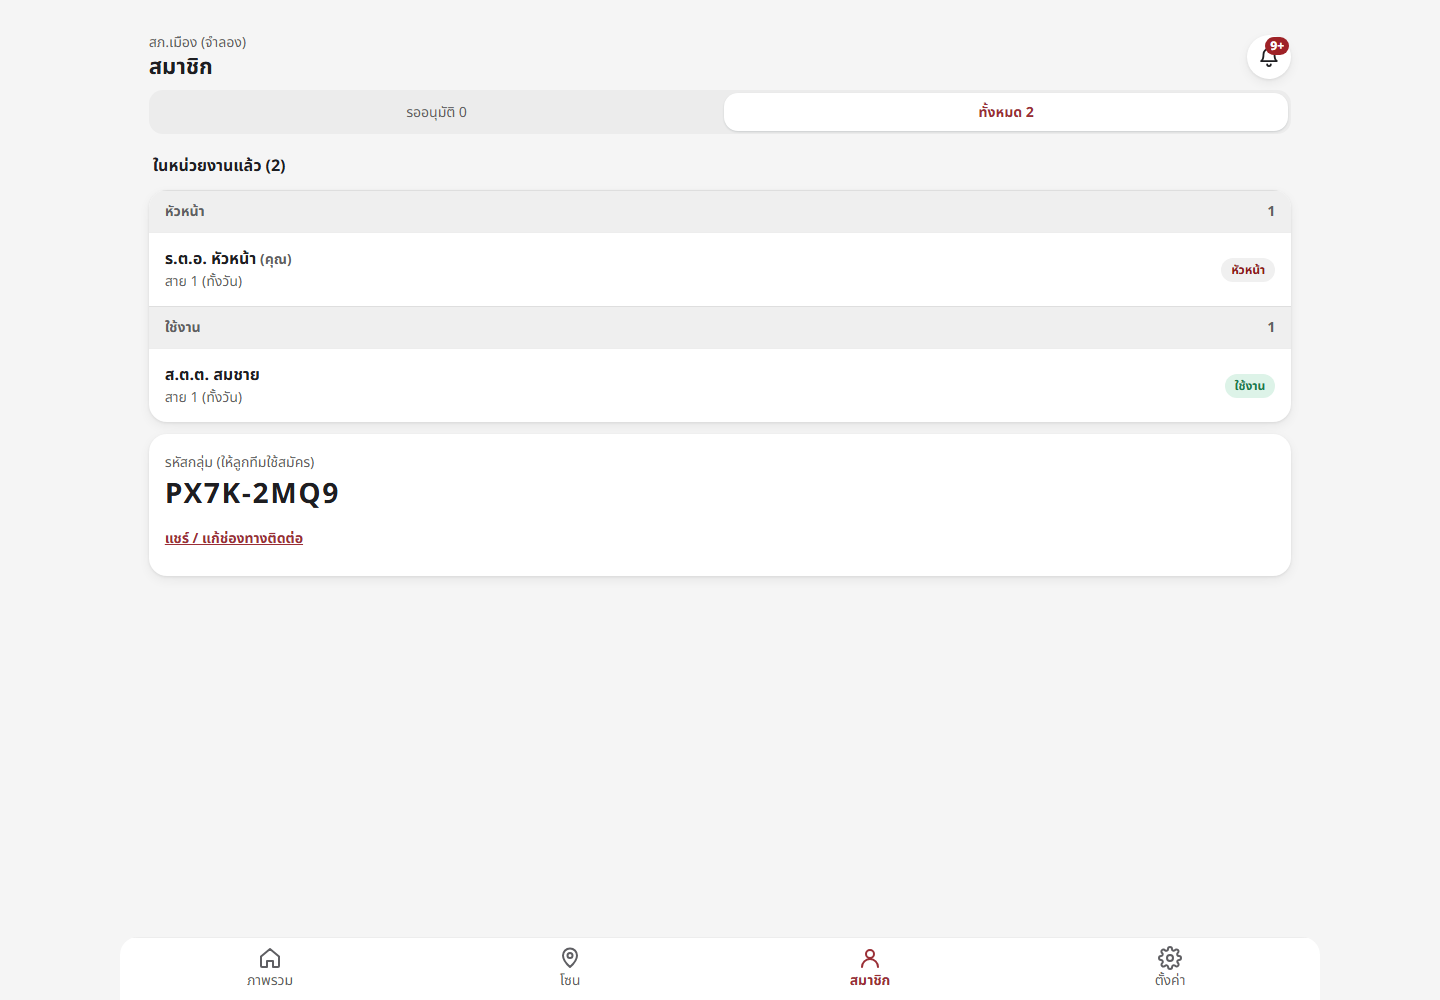 สภ.เมือง (จำลอง)
สมาชิก
9+
รออนุมัติ 0
ทั้งหมด 2
ในหน่วยงานแล้ว (2)
หัวหน้า 1
ร.ต.อ. หัวหน้า (คุณ)
สาย 1 (ทั้งวัน)
หัวหน้า
ใช้งาน 1
ส.ต.ต. สมชาย
สาย 1 (ทั้งวัน)
ใช้งาน
รหัสกลุ่ม (ให้ลูกทีมใช้สมัคร)
PX7K-2MQ9
แชร์ / แก้ช่องทางติดต่อ
ภาพรวม
โซน
สมาชิก
ตั้งค่า